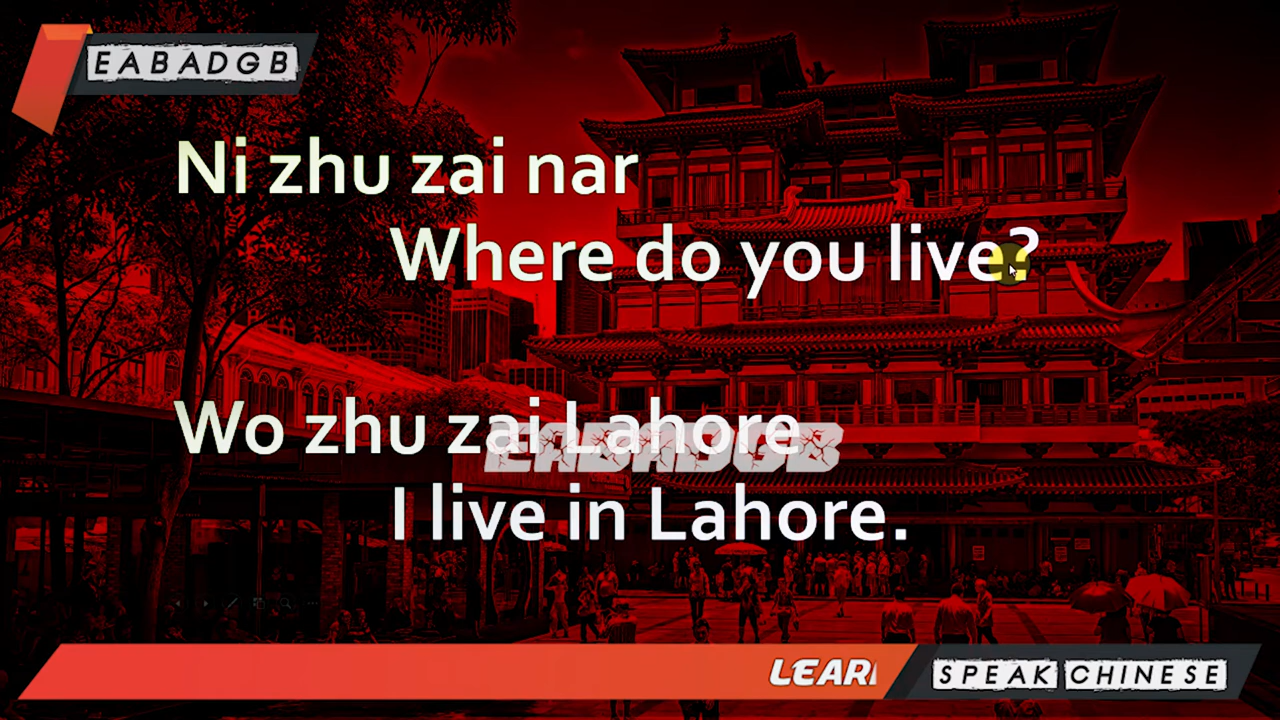 EABADGB
Ni zhu zai nar
Where do you live?
Wo zhu zai Lahore
EABADGB
I live in Lahore.
LEARI
SPEAK CHINESE